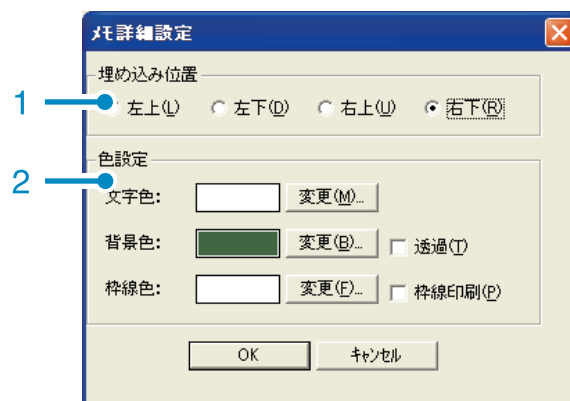 メモ詳細設定
埋め込み位置
1
左上(L) 左下(D) 右上(U) 右下(R)
色設定
2
文字色: 変更(M)...
背景色: 変更(B)... 透過(T)
枠線色: 変更(F)... 枠線印刷(P)
OK キャンセル